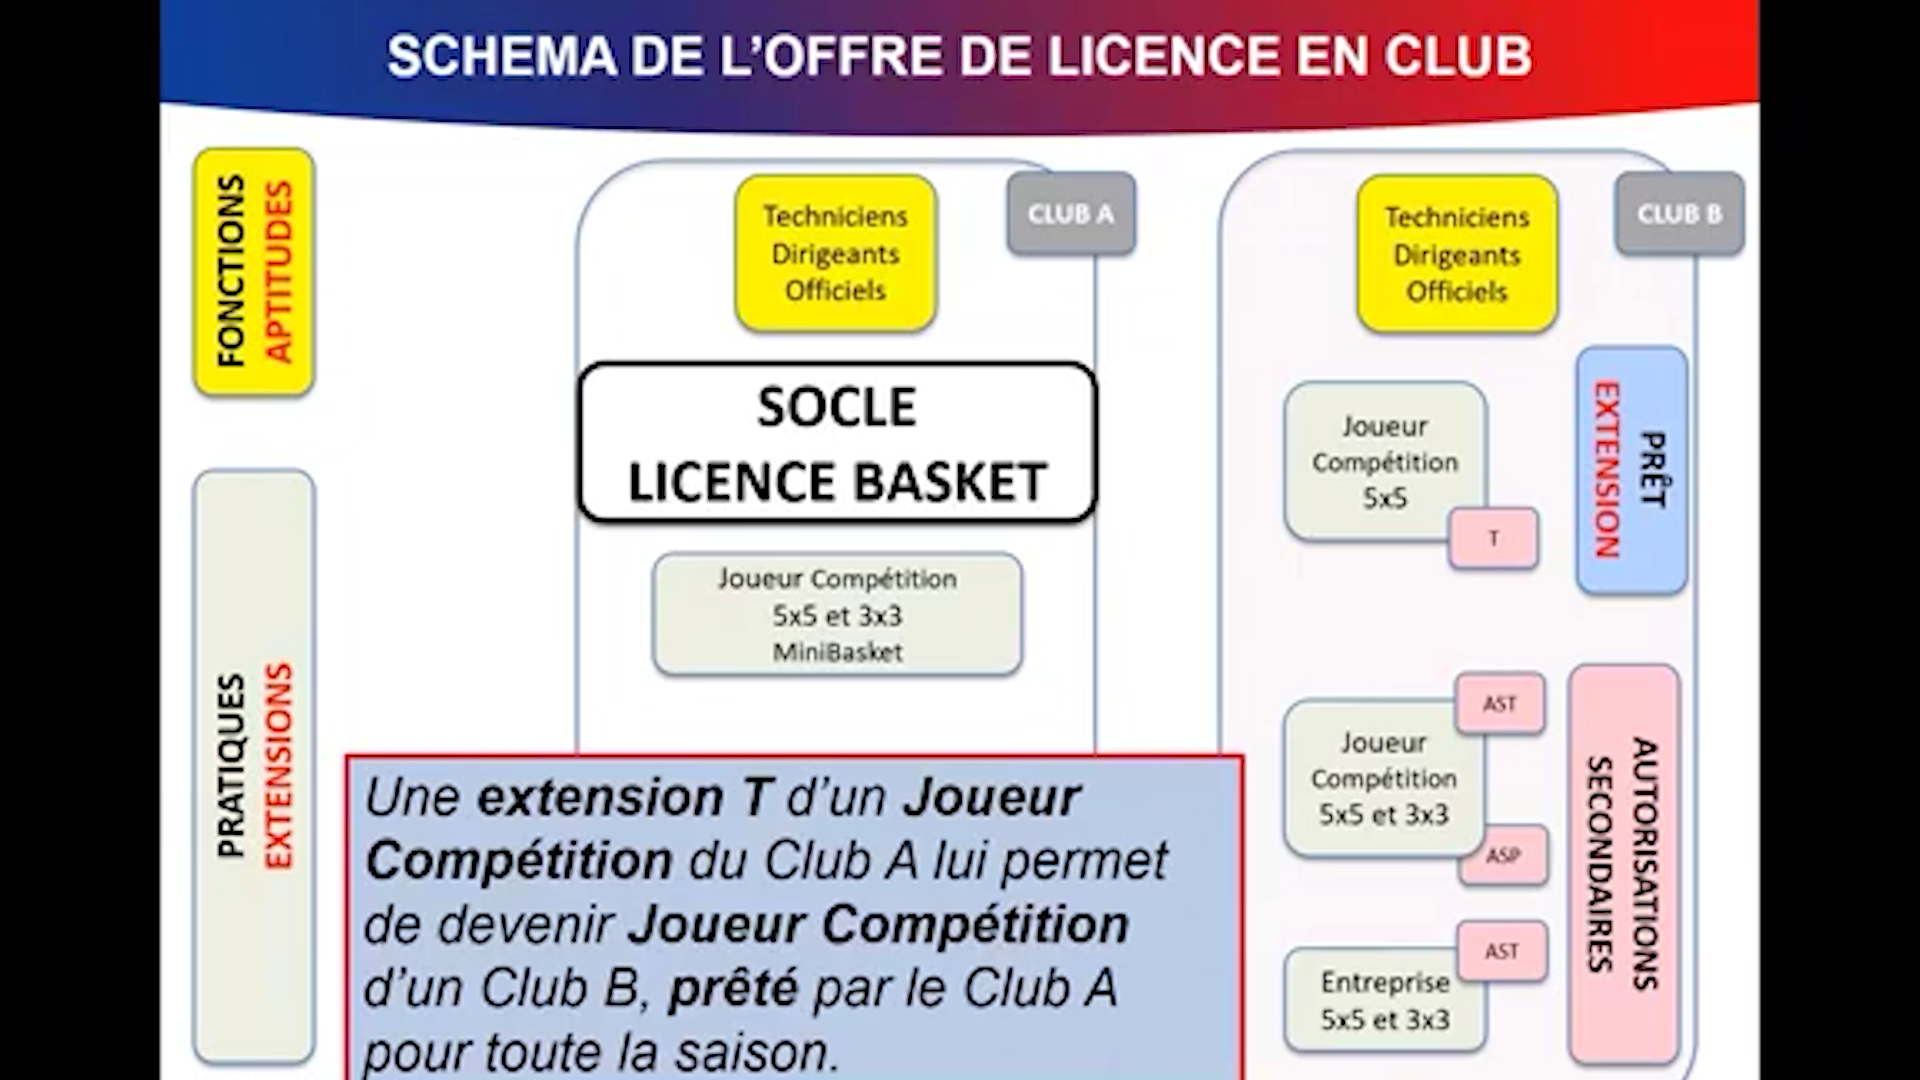 SCHEMA DE L'OFFRE DE LICENCE EN CLUB
FONCTIONS
APTITUDES
PRATIQUES
EXTENSIONS
Techniciens
Dirigeants
Officiels
CLUB A
SOCLE
LICENCE BASKET
Joueur Compétition
5x5 et 3x3
MiniBasket
Une extension T d'un Joueur
Compétition du Club A lui permet
de devenir Joueur Compétition
d'un Club B, prêté par le Club A
pour toute la saison.
Techniciens
Dirigeants
Officiels
CLUB B
Joueur
Compétition
5x5
T
PRÊT
EXTENSION
AST
Joueur
Compétition
5x5 et 3x3
ASP
AST
Entreprise
5x5 et 3x3
AUTORISATIONS
SECONDAIRES